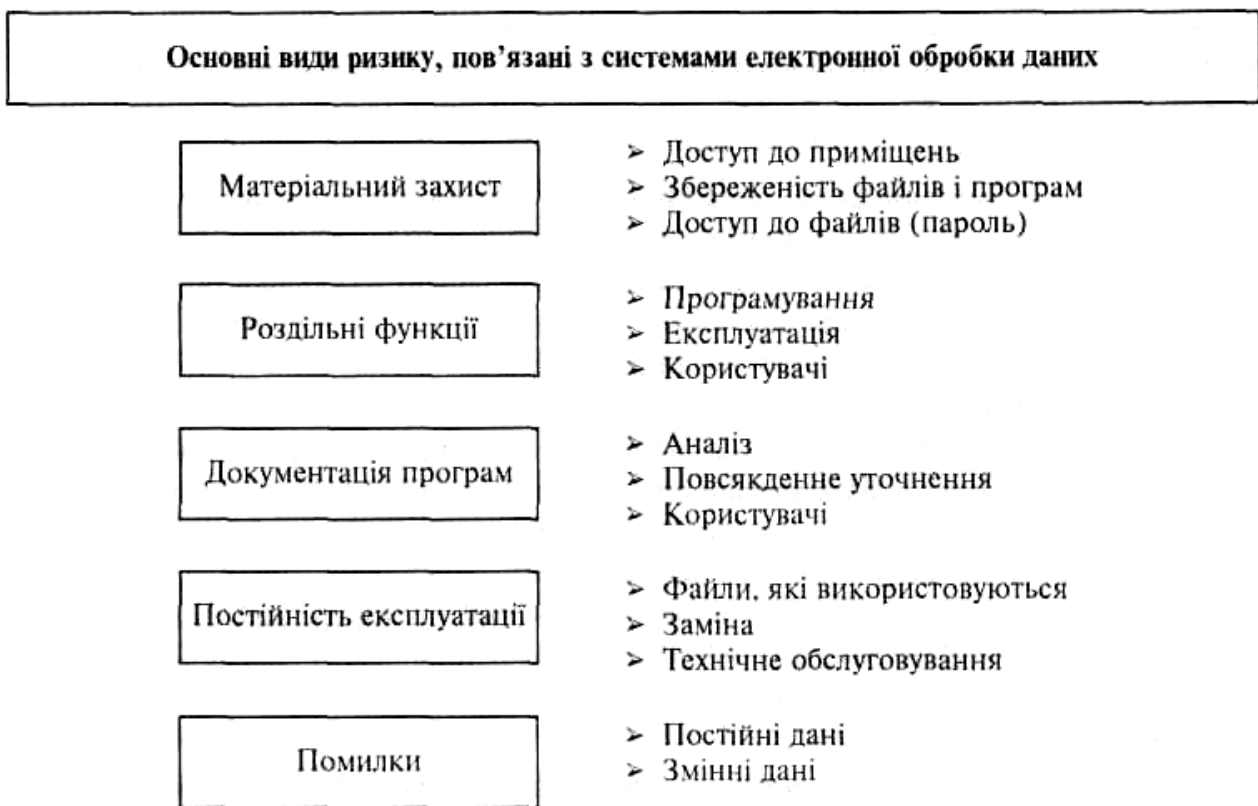 Основні види ризику, пов’язані з системами електронної обробки даних
Матеріальний захист
➢ Доступ до приміщень
➢ Збереженість файлів і програм
➢ Доступ до файлів (пароль)
Роздільні функції
➢ Програмування
➢ Експлуатація
➢ Користувачі
Документація програм
➢ Аналіз
➢ Повсякденне уточнення
➢ Користувачі
Постійність експлуатації
➢ Файли, які використовуються
➢ Заміна
➢ Технічне обслуговування
Помилки
➢ Постійні дані
➢ Змінні дані